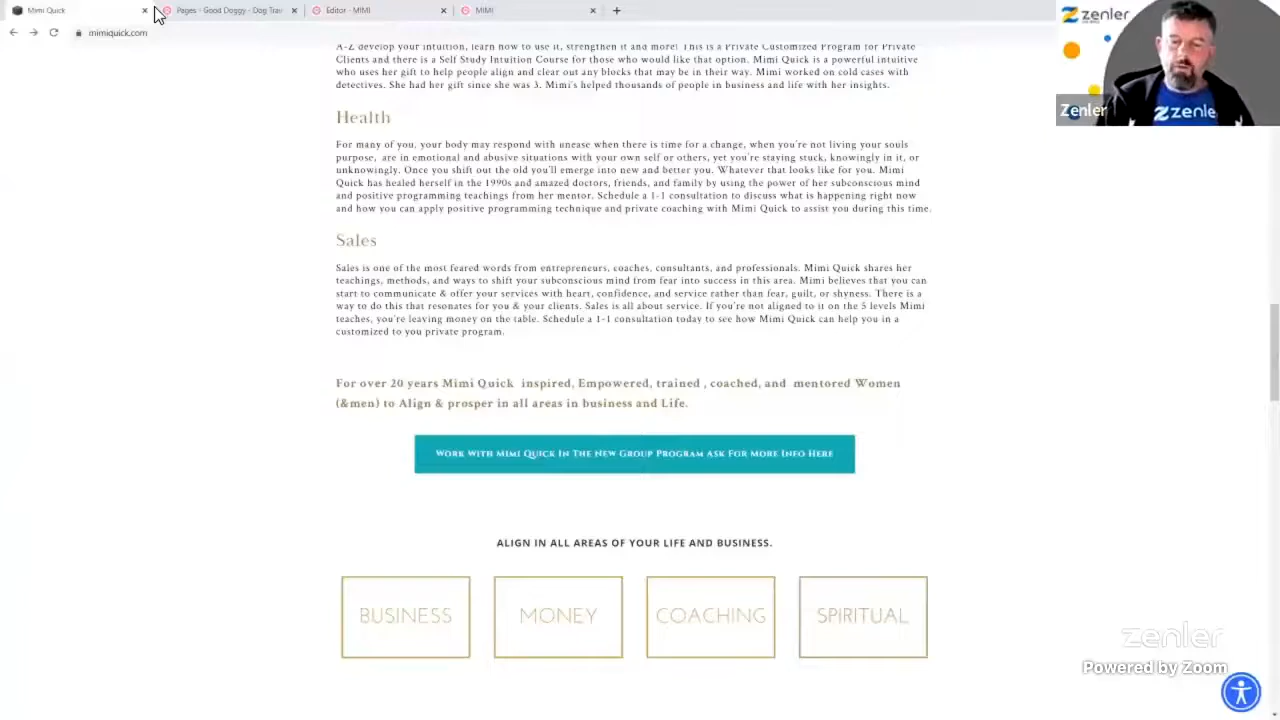 Mimi Quick
Pages - Good Doggy - Dog Trai
Editor - MIMI
MIMI
mimiquick.com
zenler
Zenler
zenle
A-Z develop your intuition, learn how to use it, strengthen it and more! This is a Private Customized Program for Private
Clients and there is a Self Study Intuition Course for those who would like that option. Mimi Quick is a powerful intuitive
who uses her gift to help people align and clear out any blocks that may be in their way. Mimi worked on cold cases with
detectives. She had her gift since she was 3. Mimi's helped thousands of people in business and life with her insights.
Health
For many of you, your body may respond with unease when there is time for a change, when you're not living your souls
purpose, are in emotional and abusive situations with your own self or others, yet you're staying stuck, knowingly in it, or
unknowingly. Once you shift out the old you'll emerge into new and better you. Whatever that looks like for you. Mimi
Quick has healed herself in the 1990s and amazed doctors, friends, and family by using the power of her subconscious mind
and positive programming teachings from her mentor. Schedule a 1-1 consultation to discuss what is happening right now
and how you can apply positive programming technique and private coaching with Mimi Quick to assist you during this time.
Sales
Sales is one of the most feared words from entrepreneurs, coaches, consultants, and professionals. Mimi Quick shares her
teachings, methods, and ways to shift your subconscious mind from fear into success in this area. Mimi believes that you can
start to communicate & offer your services with heart, confidence, and service rather than fear, guilt, or shyness. There is a
way to do this that resonates for you & your clients. Sales is all about service. If you're not aligned to it on the 5 levels Mimi
teaches, you're leaving money on the table. Schedule a 1-1 consultation today to see how Mimi Quick can help you in a
customized to you private program.
For over 20 years Mimi Quick inspired, Empowered, trained , coached, and mentored Women
(&men) to Align & prosper in all areas in business and Life.
Work With Mimi Quick In The New Group Program Ask For More Info Here
ALIGN IN ALL AREAS OF YOUR LIFE AND BUSINESS.
BUSINESS
MONEY
COACHING
SPIRITUAL
zenler
Powered by Zoom